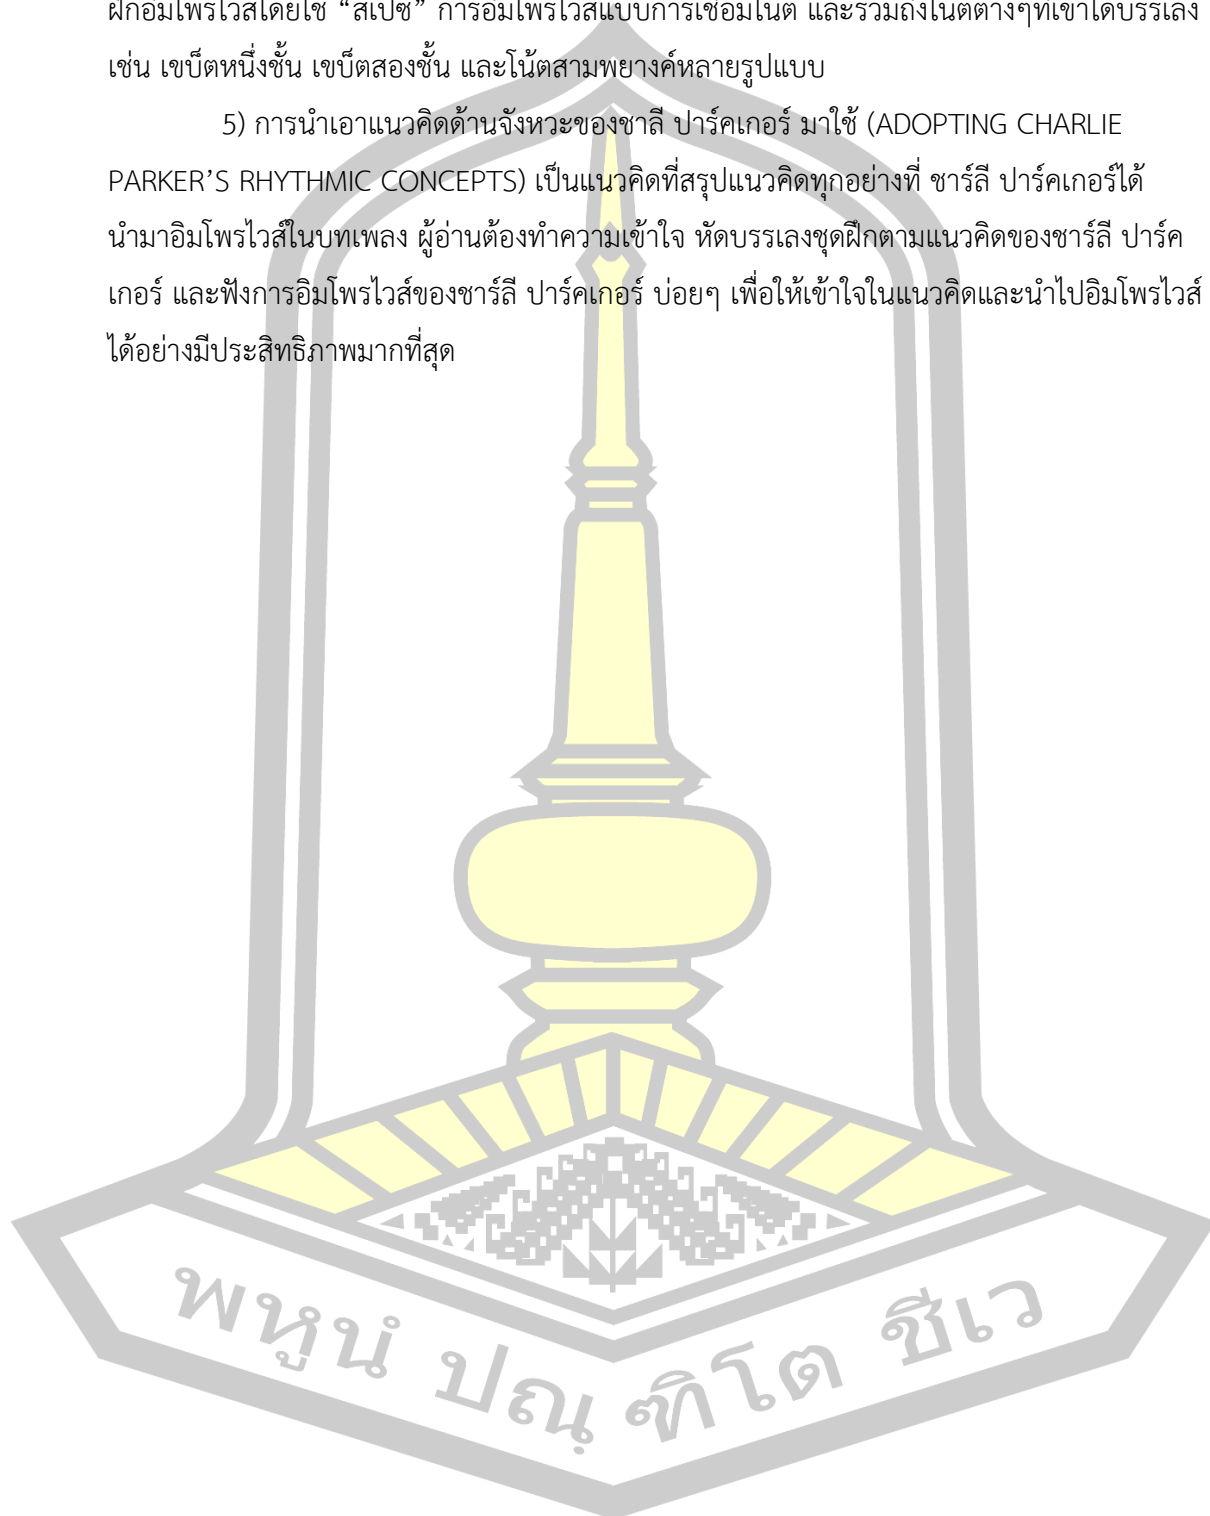 ฝึกอิมโพรไวส์โดยใช้ “สเปซ” การอิมโพรไวส์แบบการเชื่อมโน้ต และรวมถึงโน้ตต่างๆที่เขาได้บรรเลง
เช่น เขบ็ตหนึ่งชั้น เขบ็ตสองชั้น และโน้ตสามพยางค์หลายรูปแบบ
5) การนำเอาแนวคิดด้านจังหวะของชาลี ปาร์คเกอร์ มาใช้ (ADOPTING CHARLIE
PARKER’S RHYTHMIC CONCEPTS) เป็นแนวคิดที่สรุปแนวคิดทุกอย่างที่ ชาร์ลี ปาร์คเกอร์ได้
นำมาอิมโพรไวส์ในบทเพลง ผู้อ่านต้องทำความเข้าใจ หัดบรรเลงชุดฝึกตามแนวคิดของชาร์ลี ปาร์ค
เกอร์ และฟังการอิมโพรไวส์ของชาร์ลี ปาร์คเกอร์ บ่อยๆ เพื่อให้เข้าใจในแนวคิดและนำไปอิมโพรไวส์
ได้อย่างมีประสิทธิภาพมากที่สุด
พหูนํ ปณฺฑิโต ชีเว